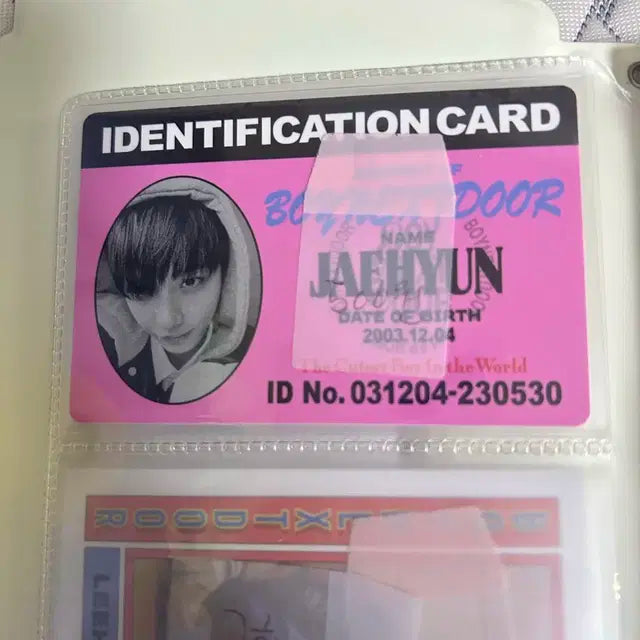 IDENTIFICATION CARD
BOYNEXTDOOR
NAME
JAEHYUN
DATE OF BIRTH
2003.12.04
The Cutest Boy In the World
ID No. 031204-230530